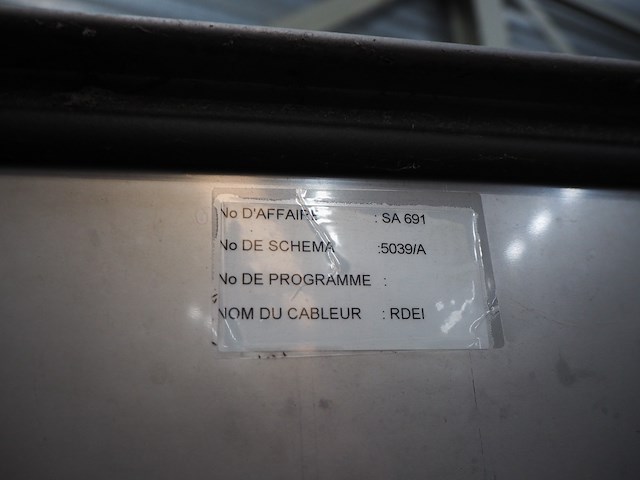 No D'AFFAIRE : SA 691
No DE SCHEMA :5039/A
No DE PROGRAMME :
NOM DU CABLEUR : RDEI